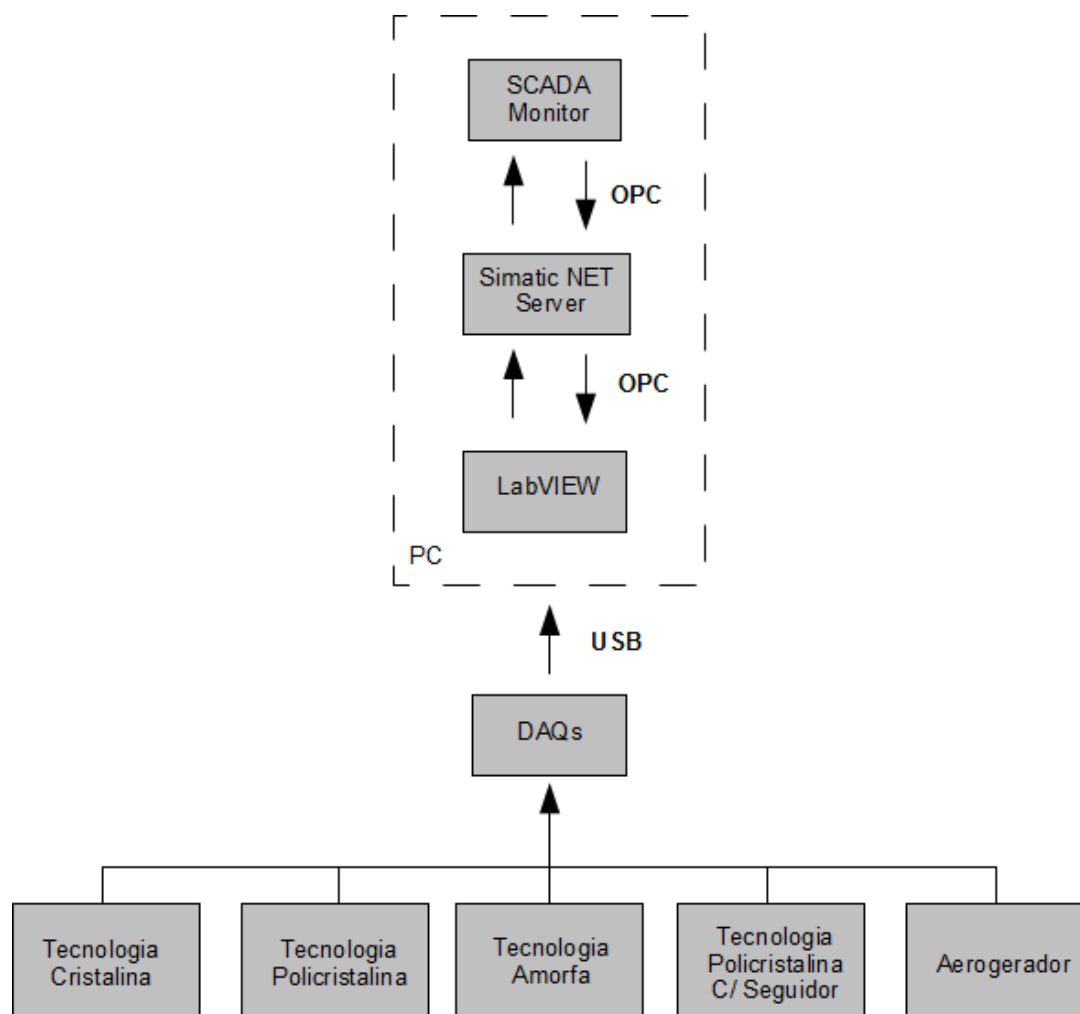 SCADA
Monitor
OPC
Simatic NET
Server
OPC
LabVIEW
PC
USB
DAQs
Tecnologia
Cristalina
Tecnologia
Policristalina
Tecnologia
Amorfa
Tecnologia
Policristalina
C/ Seguidor
Aerogerador